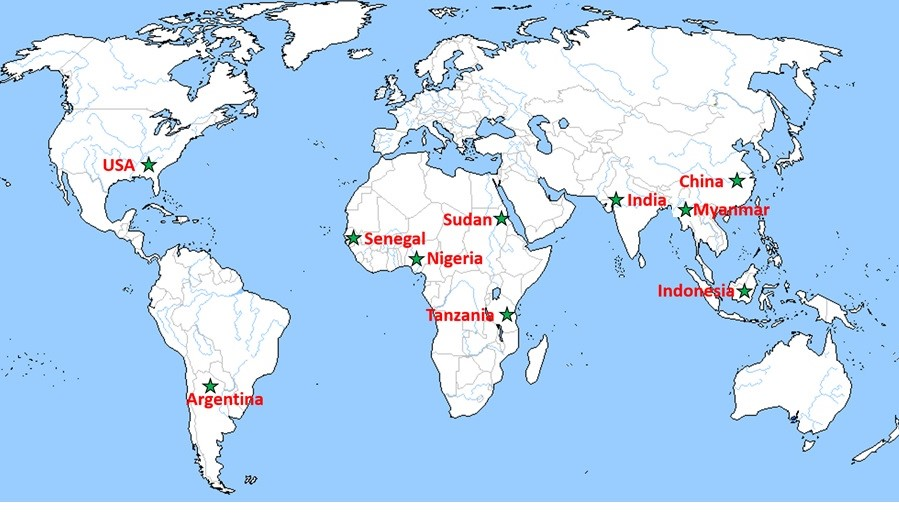 USA
China
India
Myanmar
Sudan
Senegal
Nigeria
Indonesia
Tanzania
Argentina